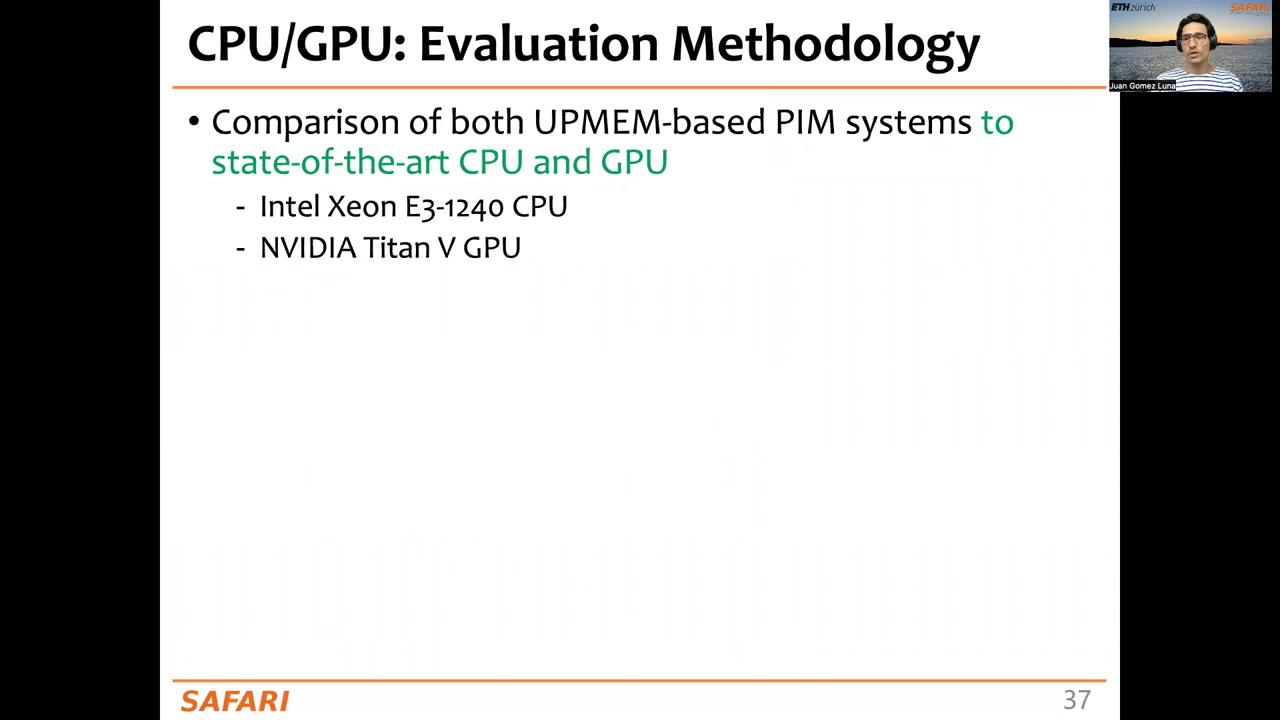 CPU/GPU: Evaluation Methodology
ETH zürich
SAFARI
Juan Gomez Luna
• Comparison of both UPMEM-based PIM systems to
state-of-the-art CPU and GPU
- Intel Xeon E3-1240 CPU
- NVIDIA Titan V GPU
SAFARI
37